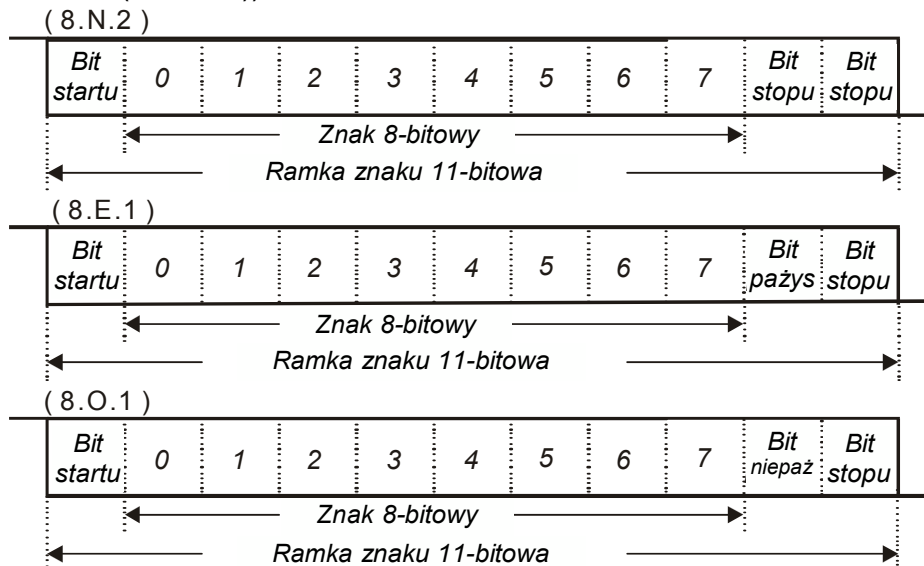 ( 8.N.2 )
Bit startu 0 1 2 3 4 5 6 7 Bit stopu Bit stopu
Znak 8-bitowy
Ramka znaku 11-bitowa
( 8.E.1 )
Bit startu 0 1 2 3 4 5 6 7 Bit pażys Bit stopu
Znak 8-bitowy
Ramka znaku 11-bitowa
( 8.O.1 )
Bit startu 0 1 2 3 4 5 6 7 Bit niepaż Bit stopu
Znak 8-bitowy
Ramka znaku 11-bitowa